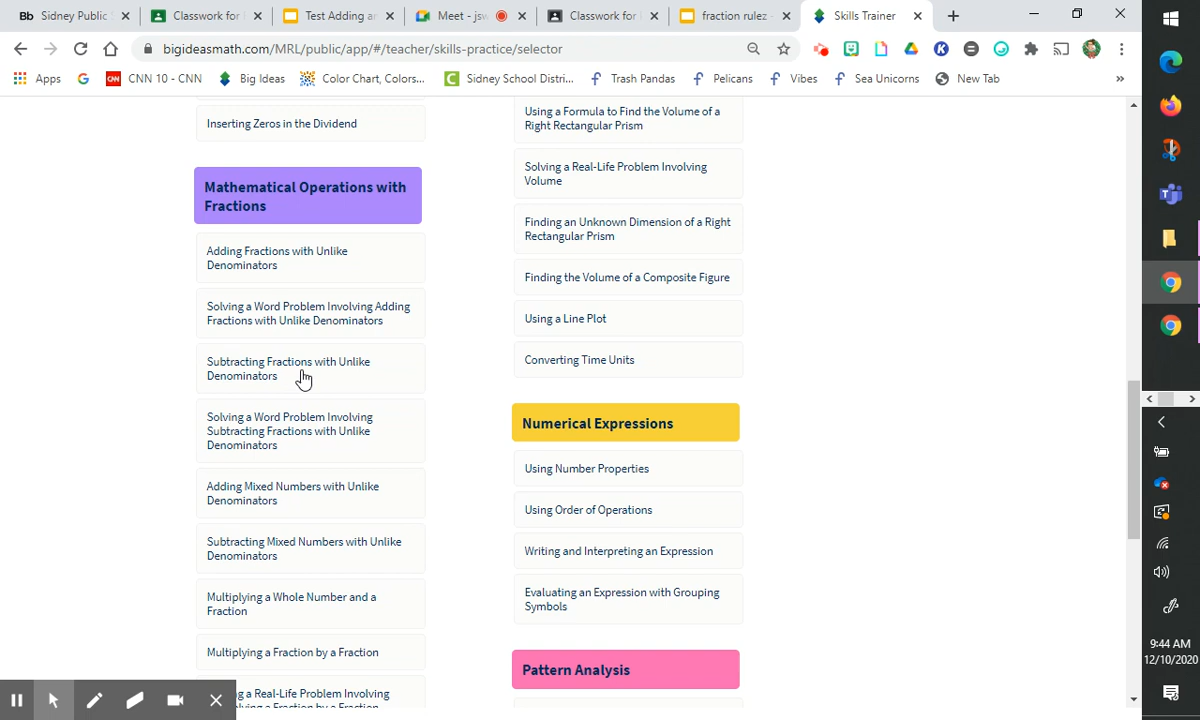 Bb Sidney Public S
Classwork for
Test Adding a
Meet - jsw
Classwork for
fraction rulez -
Skills Trainer
bigideasmath.com/MRL/public/app/#/teacher/skills-practice/selector
Apps
CNN 10 - CNN
Big Ideas
Color Chart, Colors...
Sidney School Distri...
Trash Pandas
Pelicans
Vibes
Sea Unicorns
New Tab
»
Inserting Zeros in the Dividend
Mathematical Operations with
Fractions
Adding Fractions with Unlike
Denominators
Solving a Word Problem Involving Adding
Fractions with Unlike Denominators
Subtracting Fractions with Unlike
Denominators
Solving a Word Problem Involving
Subtracting Fractions with Unlike
Denominators
Adding Mixed Numbers with Unlike
Denominators
Subtracting Mixed Numbers with Unlike
Denominators
Multiplying a Whole Number and a
Fraction
Multiplying a Fraction by a Fraction
g a Real-Life Problem Involving
lying a Fraction by a Fraction
Using a Formula to Find the Volume of a
Right Rectangular Prism
Solving a Real-Life Problem Involving
Volume
Finding an Unknown Dimension of a Right
Rectangular Prism
Finding the Volume of a Composite Figure
Using a Line Plot
Converting Time Units
Numerical Expressions
Using Number Properties
Using Order of Operations
Writing and Interpreting an Expression
Evaluating an Expression with Grouping
Symbols
Pattern Analysis
9:44 AM
12/10/2020